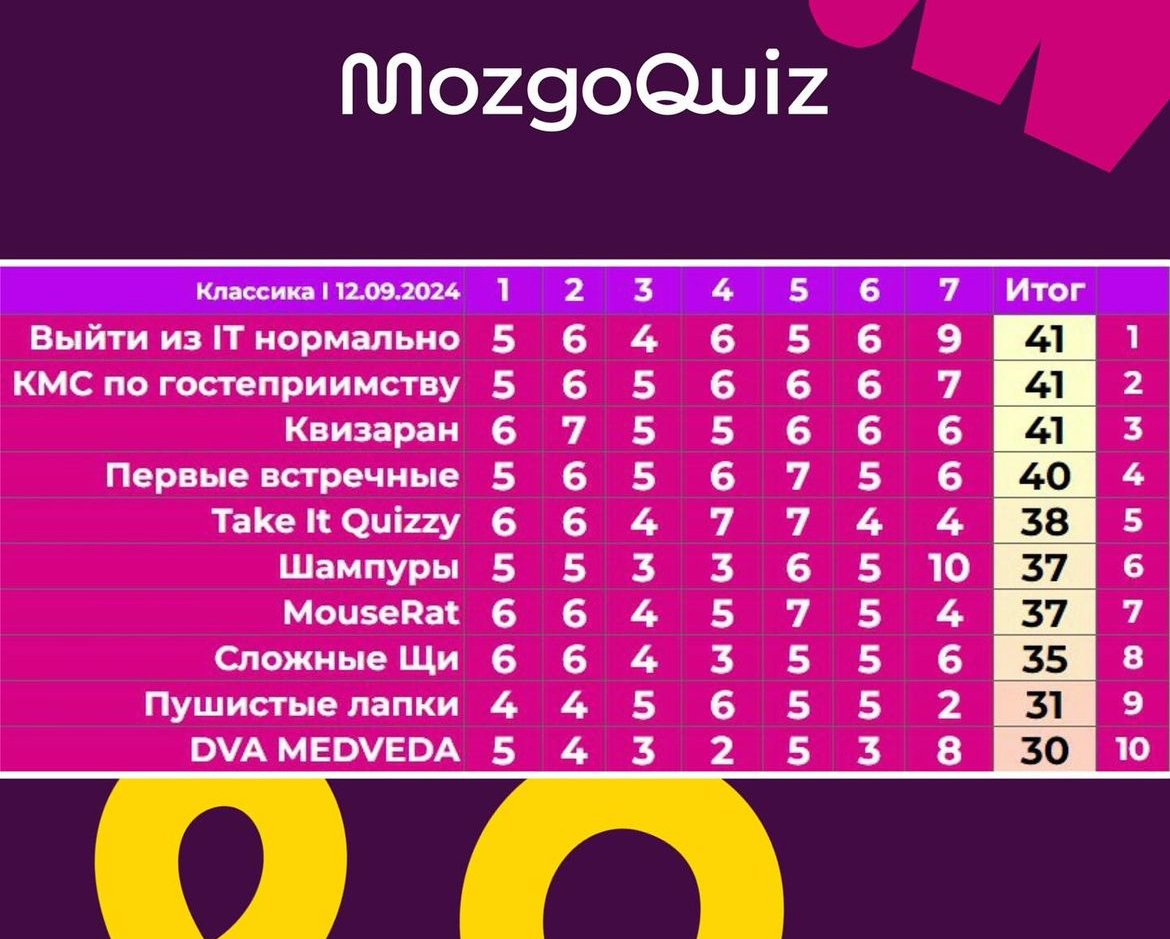 MozgoQuiz
Классика I 12.09.2024 1 2 3 4 5 6 7 Итог
Выйти из IT нормально 5 6 4 6 5 6 9 41 1
КМС по гостеприимству 5 6 5 6 6 6 7 41 2
Квизаран 6 7 5 5 6 6 6 41 3
Первые встречные 5 6 5 6 7 5 6 40 4
Take It Quizzy 6 6 4 7 7 4 4 38 5
Шампуры 5 5 3 3 6 5 10 37 6
MouseRat 6 6 4 5 7 5 4 37 7
Сложные Щи 6 6 4 3 5 5 6 35 8
Пушистые лапки 4 4 5 6 5 5 2 31 9
DVA MEDVEDA 5 4 3 2 5 3 8 30 10